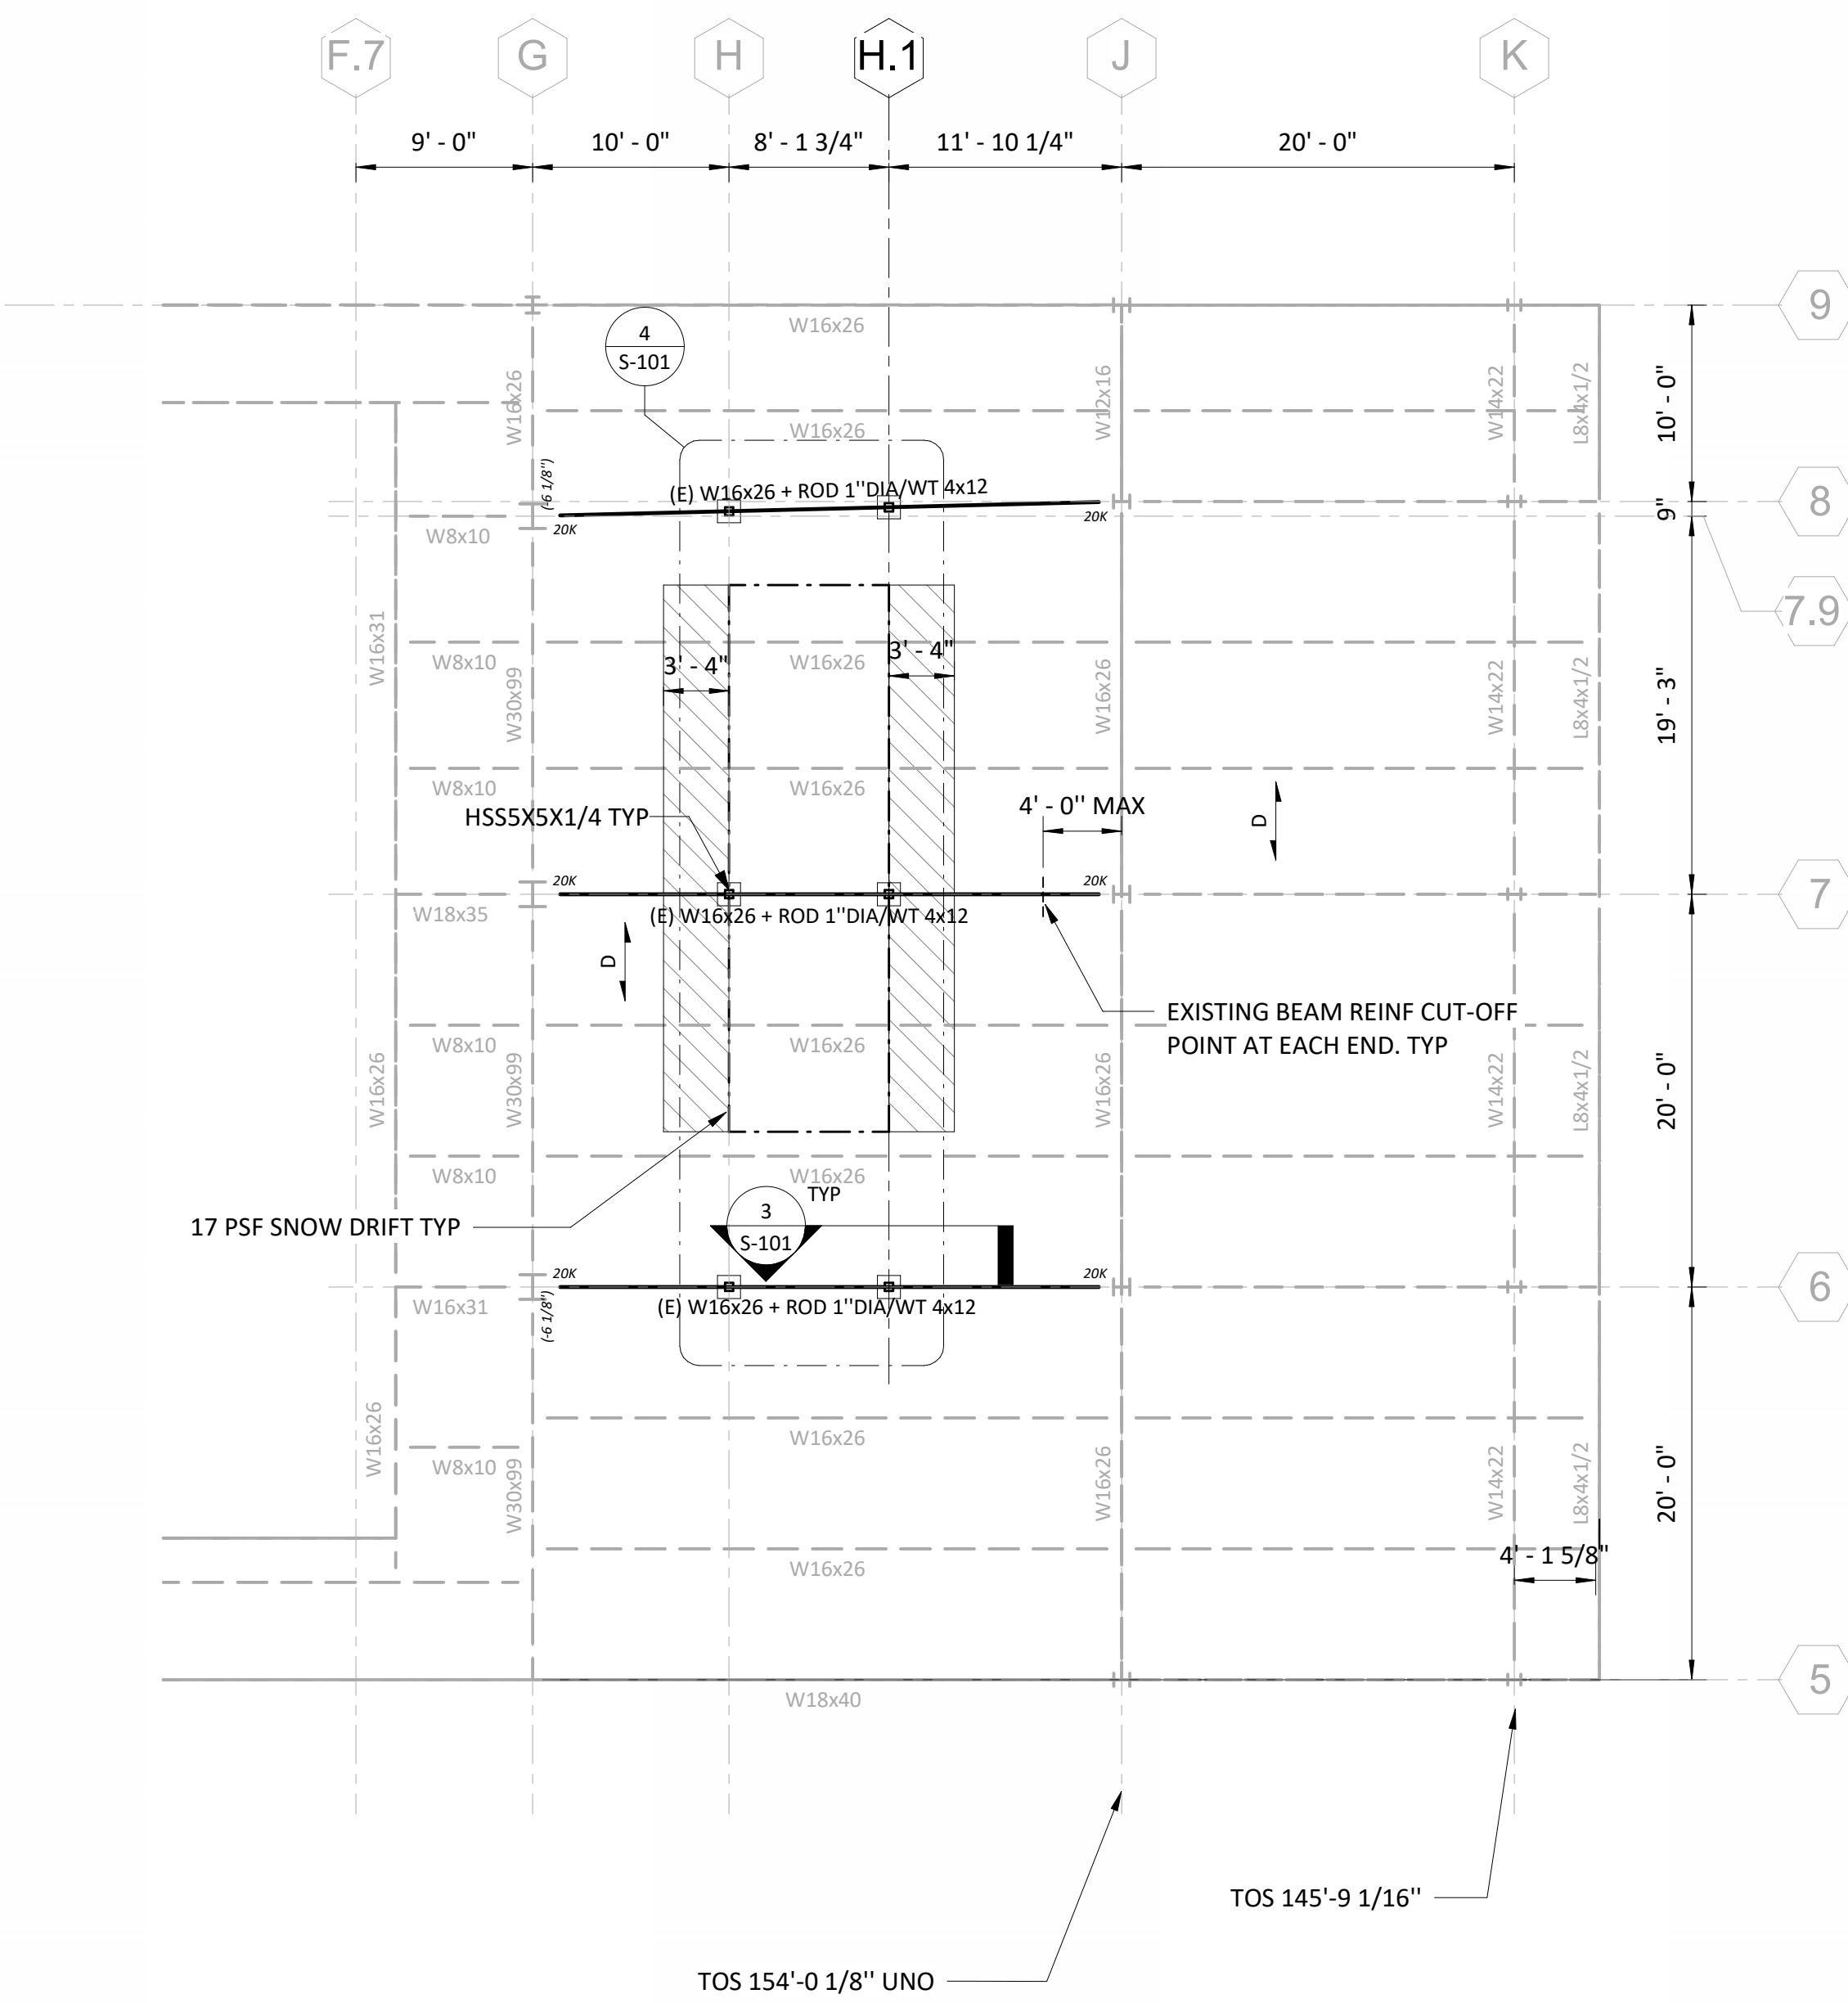 F.7
G
H
H.1
J
K
9' - 0"
10' - 0"
8' - 1 3/4"
11' - 10 1/4"
20' - 0"
9
W16x26
4
S-101
W16x26
W12x16
W14x22
L8x4x1/2
10' - 0"
W16x26
(-6 1/8")
(E) W16x26 + ROD 1''DIA/WT 4x12
8
9"
20K
20K
W8x10
7.9
W16x31
W8x10
W30x99
3' - 4"
W16x26
3' - 4"
W16x26
W14x22
L8x4x1/2
19' - 3"
W8x10
W16x26
HSS5X5X1/4 TYP
4' - 0'' MAX
D
20K
20K
7
W18x35
(E) W16x26 + ROD 1''DIA/WT 4x12
D
EXISTING BEAM REINF CUT-OFF
POINT AT EACH END. TYP
W16x26
W8x10
W30x99
W16x26
W16x26
W14x22
L8x4x1/2
20' - 0"
W8x10
W16x26
TYP
3
S-101
17 PSF SNOW DRIFT TYP
20K
20K
6
W16x31
(-6 1/8")
(E) W16x26 + ROD 1''DIA/WT 4x12
W16x26
W16x26
W8x10
W30x99
W16x26
W14x22
L8x4x1/2
20' - 0"
W16x26
4' - 1 5/8"
5
W18x40
TOS 145'-9 1/16''
TOS 154'-0 1/8'' UNO